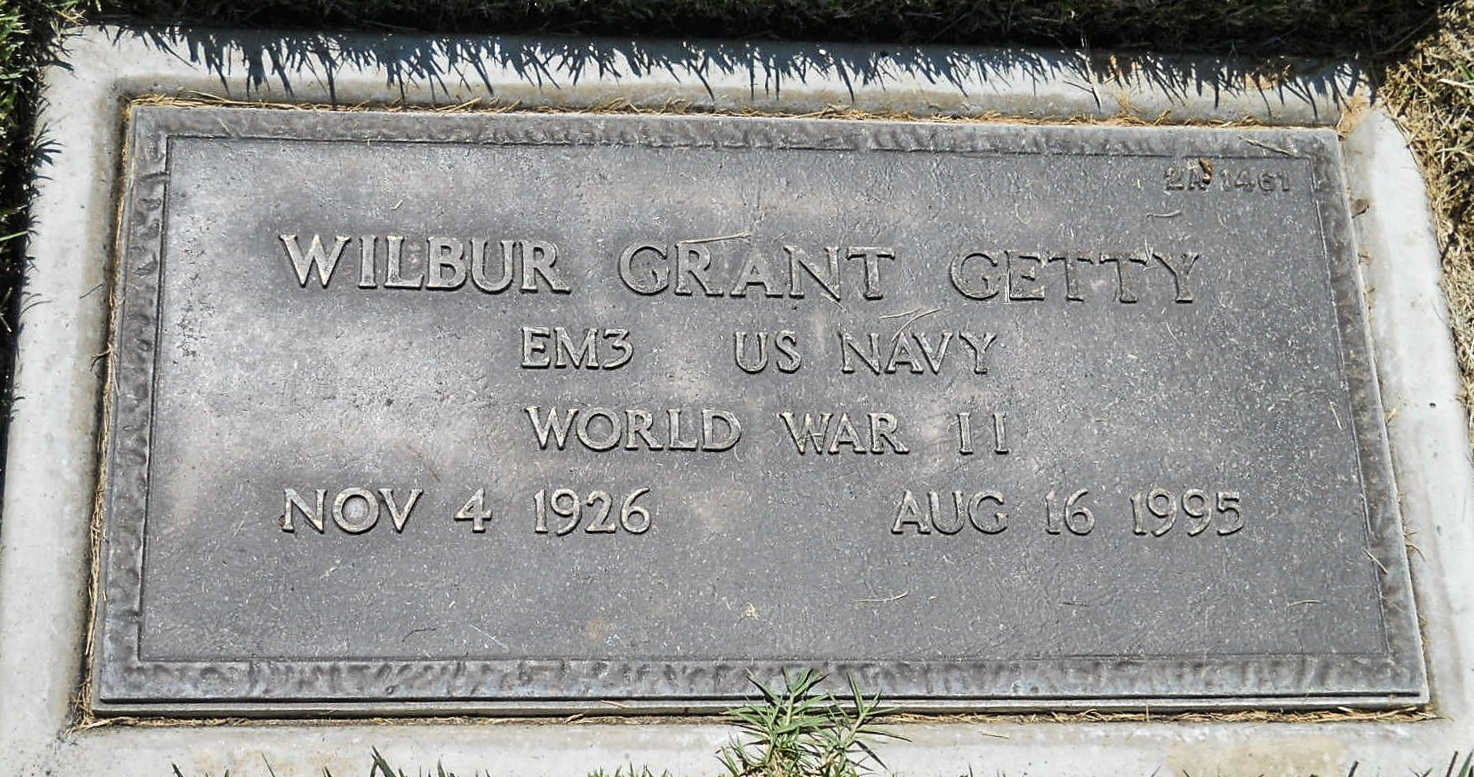 2A 1461
WILBUR GRANT GETTY
EM3 US NAVY
WORLD WAR II
NOV 4 1926 AUG 16 1995